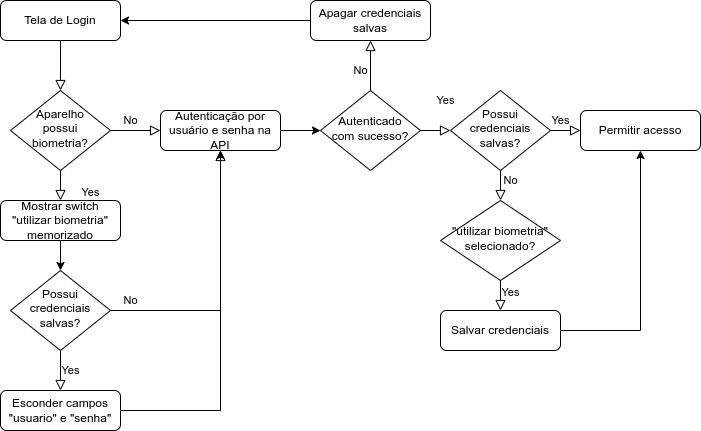 Tela de Login
Apagar credenciais
salvas
No
Aparelho
possui
biometria?
No
Autenticação por
usuário e senha na
API
Autenticado
com sucesso?
Yes
Possui
credenciais
salvas?
Yes
Permitir acesso
Yes
Mostrar switch
"utilizar biometria"
memorizado
No
"utilizar biometria"
selecionado?
Possui
credenciais
salvas?
No
Yes
Salvar credenciais
Yes
Esconder campos
"usuario" e "senha"